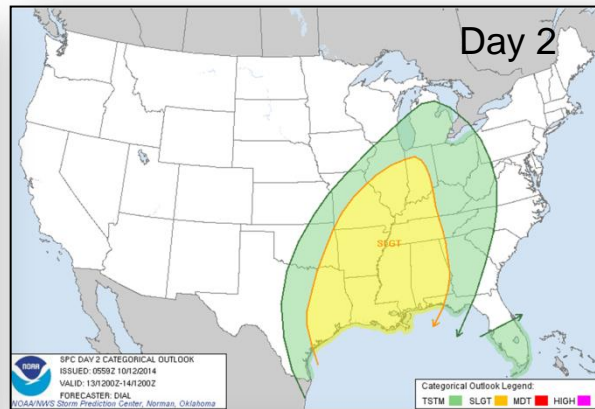 Day 2
SLGT
NOAA
SPC DAY 2 CATEGORICAL OUTLOOK
ISSUED: 0559Z 10/12/2014
VALID: 13/1200Z-14/1200Z
FORECASTER: DIAL
NOAA/NWS Storm Prediction Center, Norman, Oklahoma
Categorical Outlook Legend:
TSTM SLGT MDT HIGH